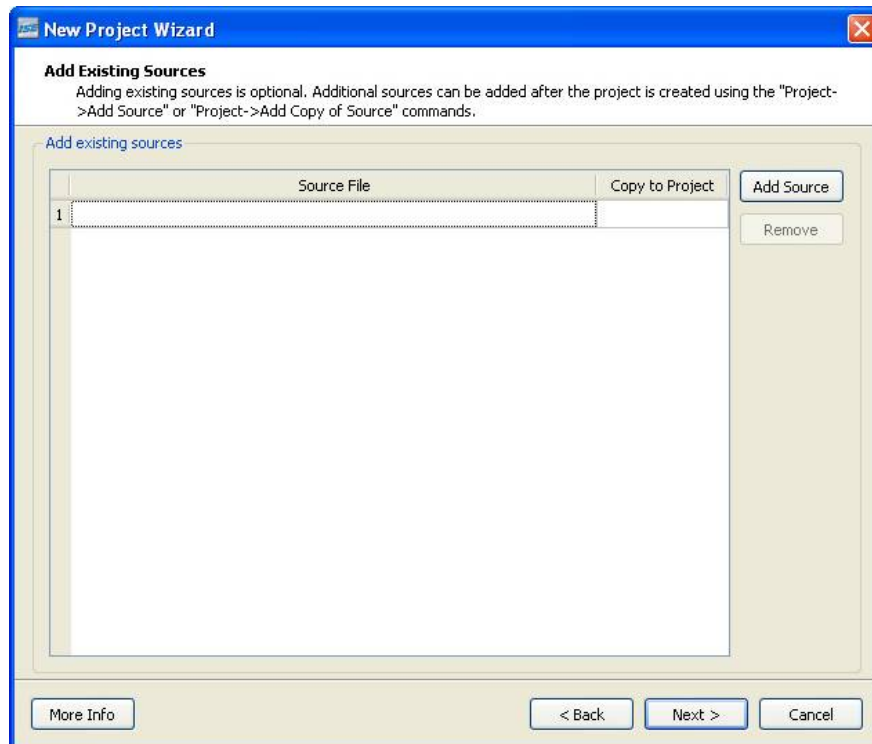 ISE New Project Wizard
Add Existing Sources
Adding existing sources is optional. Additional sources can be added after the project is created using the "Project-
>Add Source" or "Project->Add Copy of Source" commands.
Add existing sources
Source File Copy to Project Add Source
1
Remove
More Info < Back Next > Cancel